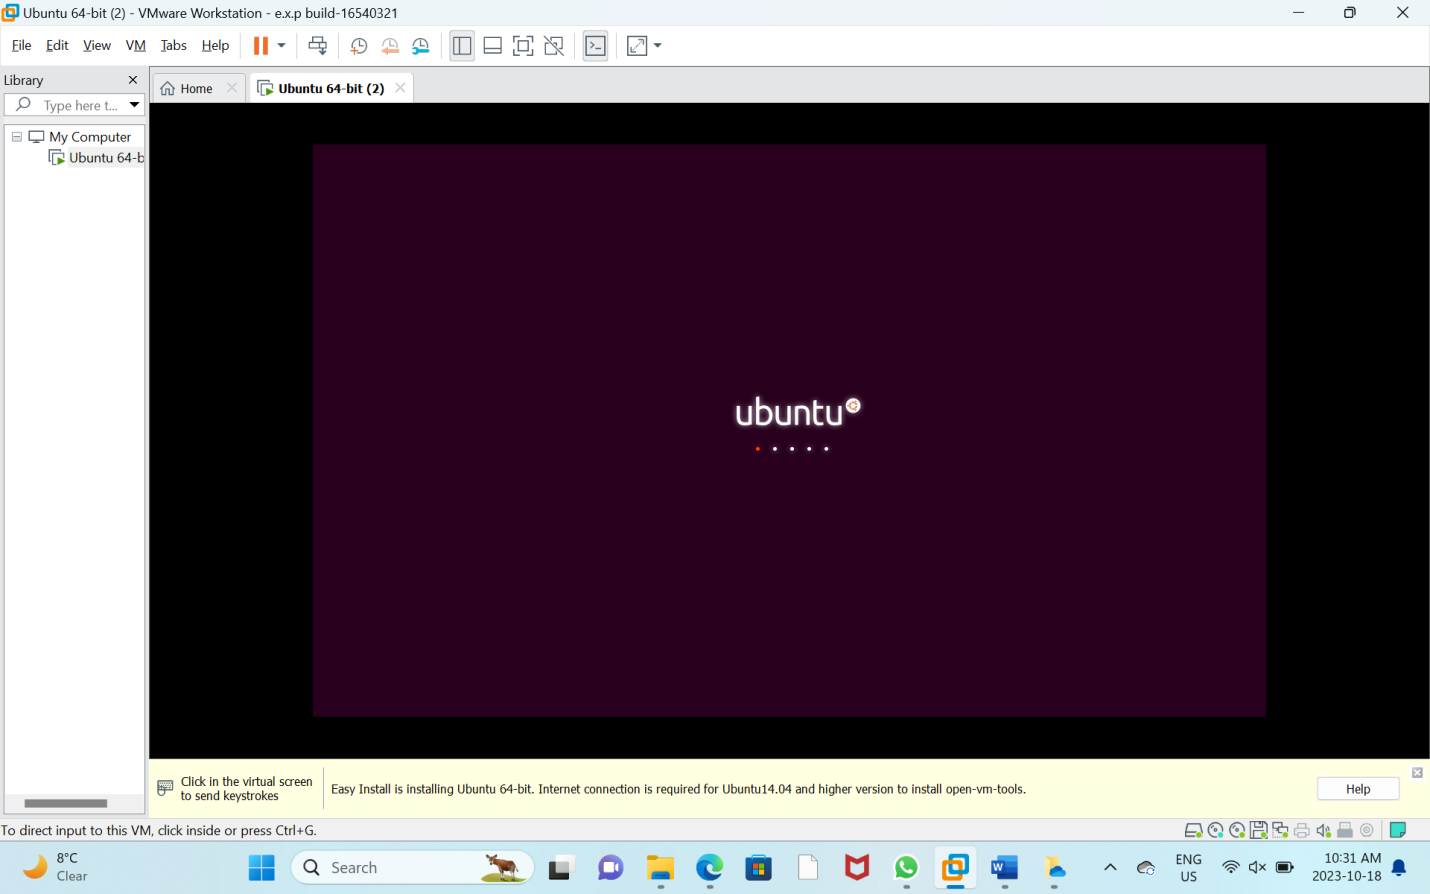 Ubuntu 64-bit (2) - VMware Workstation - e.x.p build-16540321
File Edit View VM Tabs Help
Library
Type here t...
Home
Ubuntu 64-bit (2)
My Computer
Ubuntu 64-b
ubuntu
Click in the virtual screen
to send keystrokes
Easy Install is installing Ubuntu 64-bit. Internet connection is required for Ubuntu14.04 and higher version to install open-vm-tools.
Help
To direct input to this VM, click inside or press Ctrl+G.
8°C
Clear
Search
W
ENG
US
10:31 AM
2023-10-18